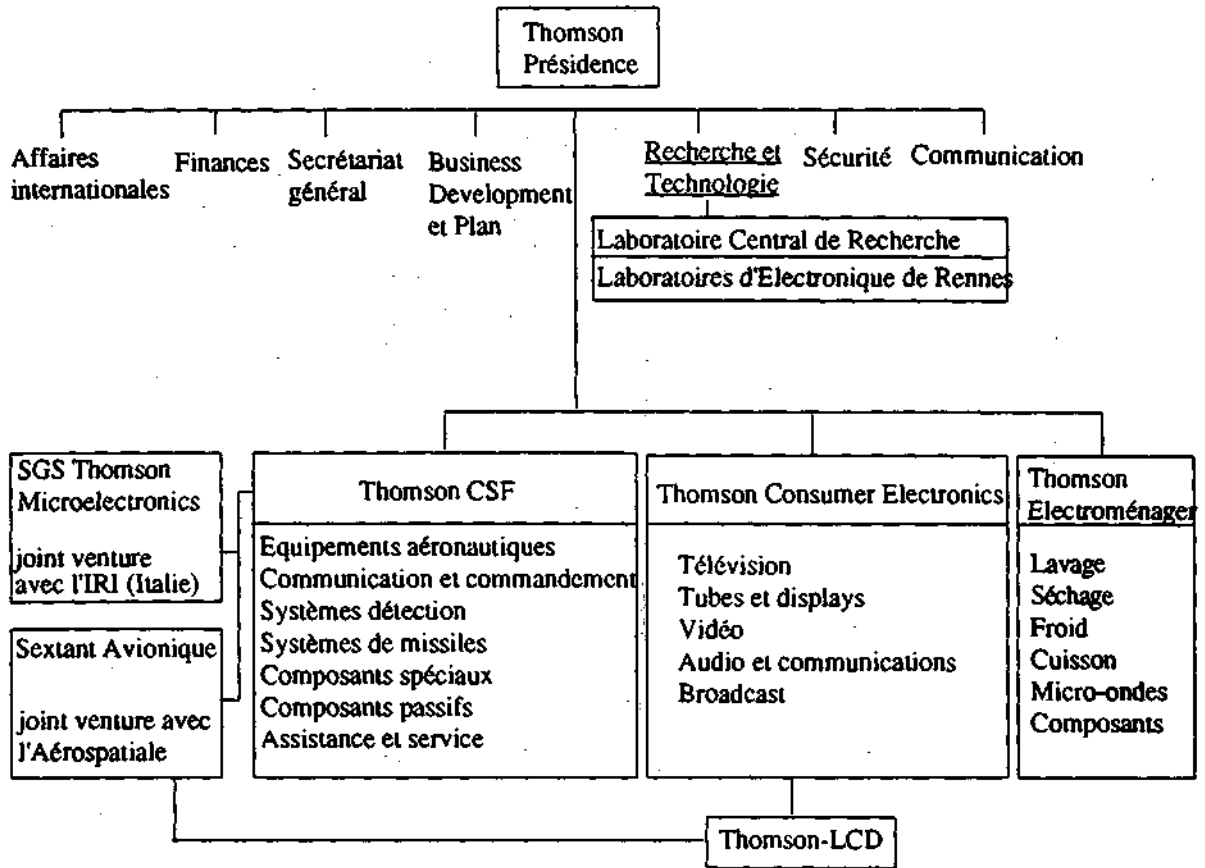 Thomson
Présidence
Affaires
internationales
Finances
Secrétariat
général
Business
Development
et Plan
Recherche et
Technologie
Sécurité
Communication
Laboratoire Central de Recherche
Laboratoires d'Electronique de Rennes
SGS Thomson
Microelectronics
joint venture
avec l'IRI (Italie)
Sextant Avionique
joint venture avec
l'Aérospatiale
Thomson CSF
Equipements aéronautiques
Communication et commandement
Systèmes détection
Systèmes de missiles
Composants spéciaux
Composants passifs
Assistance et service
Thomson Consumer Electronics
Télévision
Tubes et displays
Vidéo
Audio et communications
Broadcast
Thomson
Electroménager
Lavage
Séchage
Froid
Cuisson
Micro-ondes
Composants
Thomson-LCD